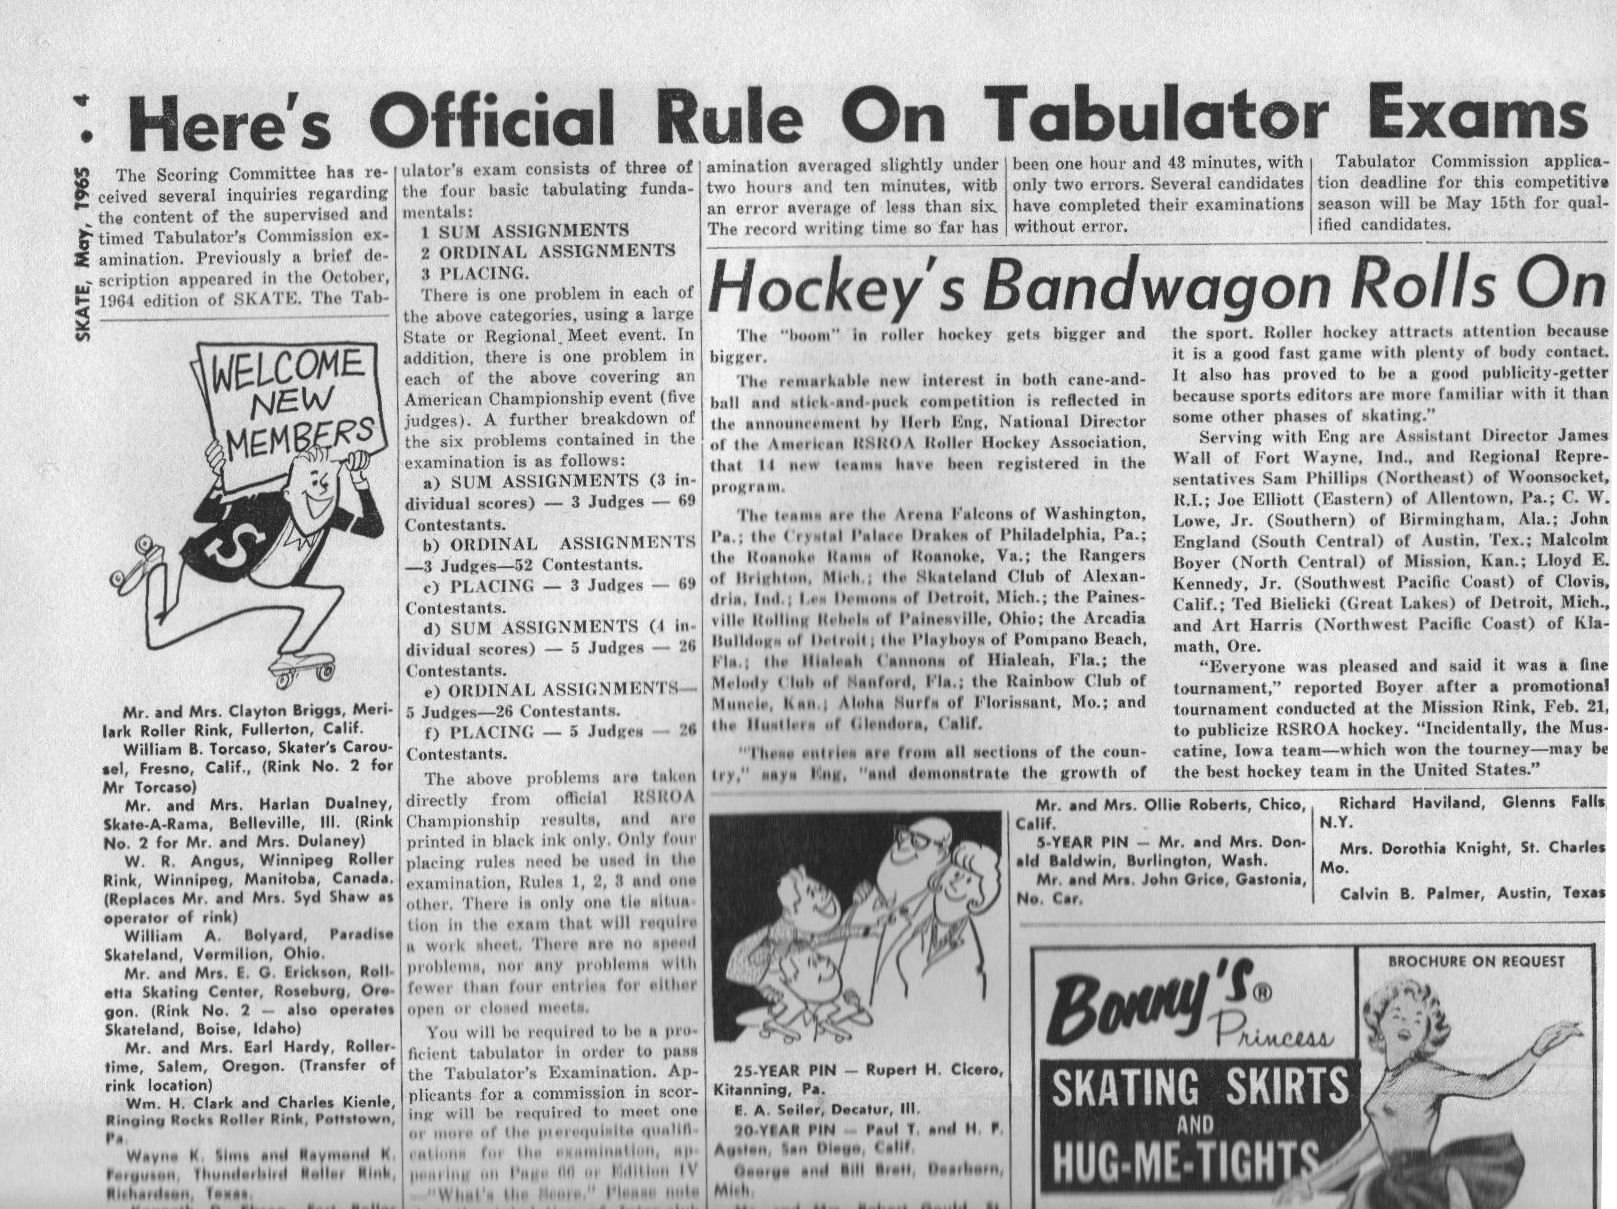 SKATE, May, 1965 • 4
Here's Official Rule On Tabulator Exams
The Scoring Committee has re-
ceived several inquiries regarding
the content of the supervised and
timed Tabulator's Commission ex-
amination. Previously a brief de-
scription appeared in the October,
1964 edition of SKATE. The Tab-
ulator's exam consists of three of
the four basic tabulating funda-
mentals:
1 SUM ASSIGNMENTS
2 ORDINAL ASSIGNMENTS
3 PLACING.
There is one problem in each of
the above categories, using a large
State or Regional Meet event. In
addition, there is one problem in
each of the above covering an
American Championship event (five
judges). A further breakdown of
the six problems contained in the
examination is as follows:
a) SUM ASSIGNMENTS (3 in-
dividual scores) — 3 Judges — 69
Contestants.
b) ORDINAL ASSIGNMENTS
—3 Judges—52 Contestants.
c) PLACING — 3 Judges — 69
Contestants.
d) SUM ASSIGNMENTS (4 in-
dividual scores) — 5 Judges — 26
Contestants.
e) ORDINAL ASSIGNMENTS—
5 Judges—26 Contestants.
f) PLACING — 5 Judges — 26
Contestants.
The above problems are taken
directly from official RSROA
Championship results, and are
printed in black ink only. Only four
placing rules need be used in the
examination, Rules 1, 2, 3 and one
other. There is only one tie situa-
tion in the exam that will require
a work sheet. There are no speed
problems, nor any problems with
fewer than four entries for either
open or closed meets.
You will be required to be a pro-
ficient tabulator in order to pass
the Tabulator's Examination. Ap-
plicants for a commission in scor-
ing will be required to meet one
or more of the prerequisite qualifi-
cations for the examination, ap-
pearing on Page 66 of Edition IV
—"What's the Score." Please note
amination averaged slightly under
two hours and ten minutes, with
an error average of less than six.
The record writing time so far has
been one hour and 43 minutes, with
only two errors. Several candidates
have completed their examinations
without error.
Tabulator Commission applica-
tion deadline for this competitive
season will be May 15th for qual-
ified candidates.
WELCOME
NEW
MEMBERS
S
Mr. and Mrs. Clayton Briggs, Meri-
lark Roller Rink, Fullerton, Calif.
William B. Torcaso, Skater's Carou-
sel, Fresno, Calif., (Rink No. 2 for
Mr Torcaso)
Mr. and Mrs. Harlan Dualney,
Skate-A-Rama, Belleville, Ill. (Rink
No. 2 for Mr. and Mrs. Dulaney)
W. R. Angus, Winnipeg Roller
Rink, Winnipeg, Manitoba, Canada.
(Replaces Mr. and Mrs. Syd Shaw as
operator of rink)
William A. Bolyard, Paradise
Skateland, Vermilion, Ohio.
Mr. and Mrs. E. G. Erickson, Roll-
etta Skating Center, Roseburg, Ore-
gon. (Rink No. 2 — also operates
Skateland, Boise, Idaho)
Mr. and Mrs. Earl Hardy, Roller-
time, Salem, Oregon. (Transfer of
rink location)
Wm. H. Clark and Charles Kienle,
Ringing Rocks Roller Rink, Pottstown,
Pa.
Wayne K. Sims and Raymond K.
Ferguson, Thunderbird Roller Rink,
Richardson, Texas.
Hockey's Bandwagon Rolls On
The "boom" in roller hockey gets bigger and
bigger.
The remarkable new interest in both cane-and-
ball and stick-and-puck competition is reflected in
the announcement by Herb Eng, National Director
of the American RSROA Roller Hockey Association,
that 14 new teams have been registered in the
program.
The teams are the Arena Falcons of Washington,
Pa.; the Crystal Palace Drakes of Philadelphia, Pa.;
the Roanoke Rams of Roanoke, Va.; the Rangers
of Brighton, Mich.; the Skateland Club of Alexan-
dria, Ind.; Les Demons of Detroit, Mich.; the Paines-
ville Rolling Rebels of Painesville, Ohio; the Arcadia
Bulldogs of Detroit; the Playboys of Pompano Beach,
Fla.; the Hialeah Cannons of Hialeah, Fla.; the
Melody Club of Sanford, Fla.; the Rainbow Club of
Muncie, Kan.; Aloha Surfs of Florissant, Mo.; and
the Hustlers of Glendora, Calif.
"These entries are from all sections of the coun-
try," says Eng, "and demonstrate the growth of
the sport. Roller hockey attracts attention because
it is a good fast game with plenty of body contact.
It also has proved to be a good publicity-getter
because sports editors are more familiar with it than
some other phases of skating."
Serving with Eng are Assistant Director James
Wall of Fort Wayne, Ind., and Regional Repre-
sentatives Sam Phillips (Northeast) of Woonsocket,
R.I.; Joe Elliott (Eastern) of Allentown, Pa.; C. W.
Lowe, Jr. (Southern) of Birmingham, Ala.; John
England (South Central) of Austin, Tex.; Malcolm
Boyer (North Central) of Mission, Kan.; Lloyd E.
Kennedy, Jr. (Southwest Pacific Coast) of Clovis,
Calif.; Ted Bielicki (Great Lakes) of Detroit, Mich.,
and Art Harris (Northwest Pacific Coast) of Kla-
math, Ore.
"Everyone was pleased and said it was a fine
tournament," reported Boyer after a promotional
tournament conducted at the Mission Rink, Feb. 21,
to publicize RSROA hockey. "Incidentally, the Mus-
catine, Iowa team—which won the tourney—may be
the best hockey team in the United States."
25-YEAR PIN — Rupert H. Cicero,
Kitanning, Pa.
E. A. Seiler, Decatur, Ill.
20-YEAR PIN — Paul T. and H. F.
Agsten, San Diego, Calif.
George and Bill Brett, Dearborn,
Mich.
Mr. and Mrs. Ollie Roberts, Chico,
Calif.
5-YEAR PIN — Mr. and Mrs. Don-
ald Baldwin, Burlington, Wash.
Mr. and Mrs. John Grice, Gastonia,
No. Car.
Richard Haviland, Glenns Falls
N.Y.
Mrs. Dorothia Knight, St. Charles
Mo.
Calvin B. Palmer, Austin, Texas
Bonny's®
Princess
SKATING SKIRTS
AND
HUG-ME-TIGHTS
BROCHURE ON REQUEST